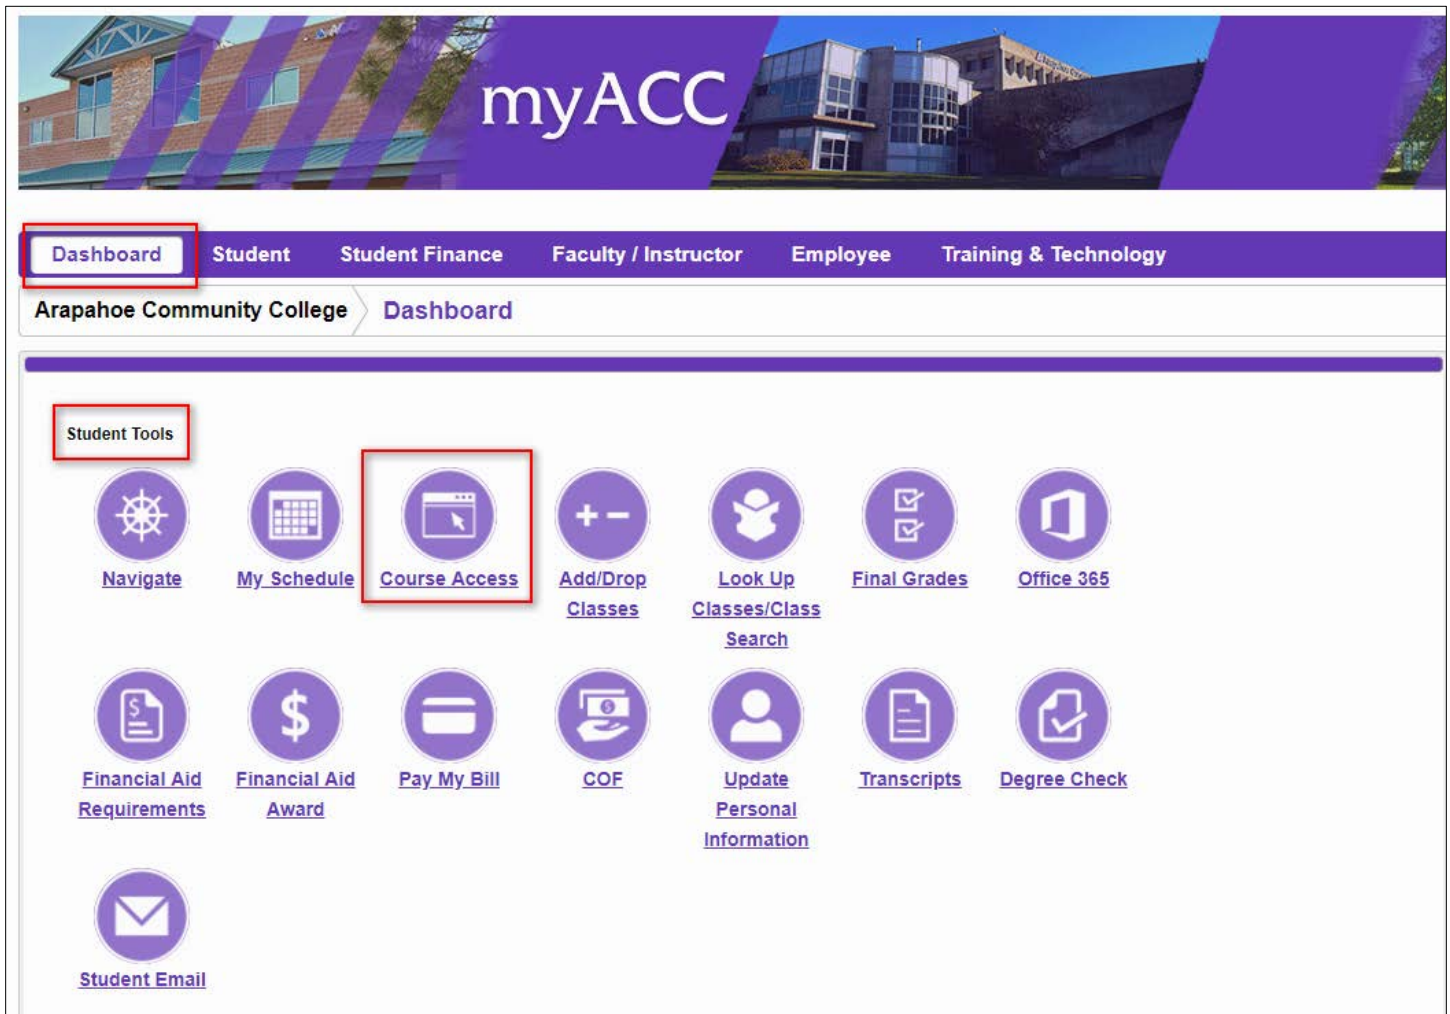 myACC
Dashboard Student Student Finance Faculty / Instructor Employee Training & Technology
Arapahoe Community College Dashboard
Student Tools
Navigate
My Schedule
Course Access
Add/Drop
Classes
Look Up
Classes/Class
Search
Final Grades
Office 365
Financial Aid
Requirements
Financial Aid
Award
Pay My Bill
COF
Update
Personal
Information
Transcripts
Degree Check
Student Email